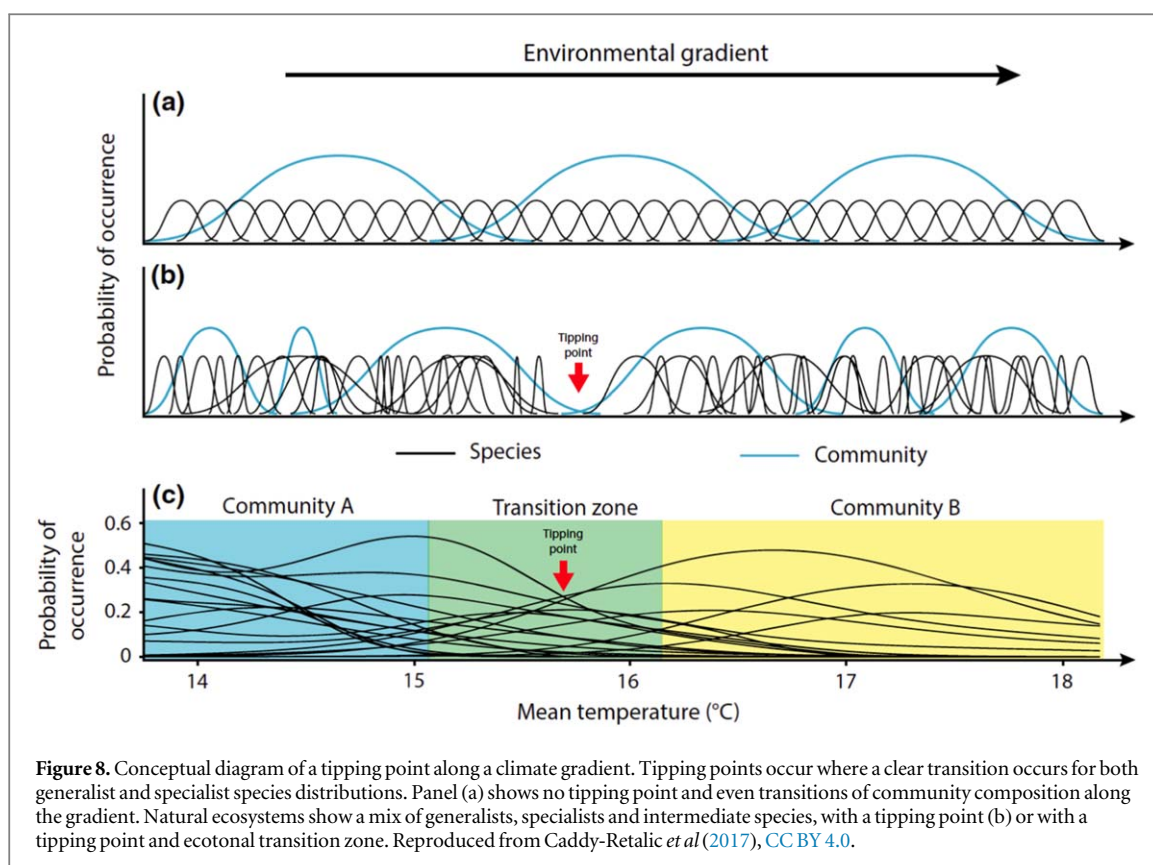 Environmental gradient
(a)
Probability of occurrence
(b)
Tipping
point
Species
Community
(c)
Community A
Transition zone
Community B
Tipping
point
Probability of
occurrence
0.6
0.4
0.2
0
14
15
16
17
18
Mean temperature (°C)
Figure 8. Conceptual diagram of a tipping point along a climate gradient. Tipping points occur where a clear transition occurs for both
generalist and specialist species distributions. Panel (a) shows no tipping point and even transitions of community composition along
the gradient. Natural ecosystems show a mix of generalists, specialists and intermediate species, with a tipping point (b) or with a
tipping point and ecotonal transition zone. Reproduced from Caddy-Retalic et al (2017), CC BY 4.0.